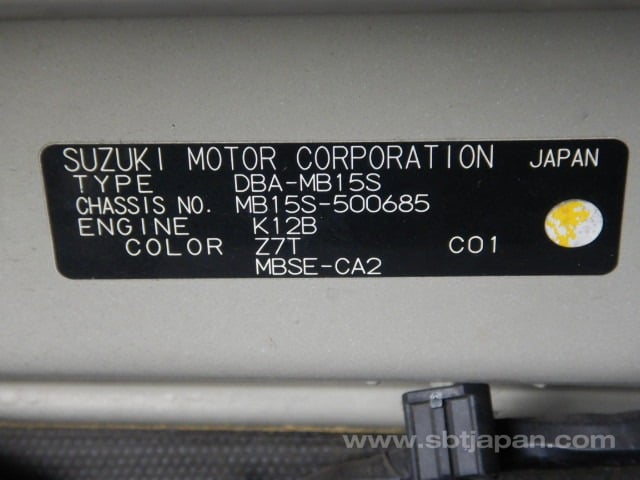 SUZUKI MOTOR CORPORATION JAPAN
TYPE DBA-MB15S
CHASSIS NO. MB15S-500685
ENGINE K12B
COLOR Z7T C01
MBSE-CA2
www.sbtjapan.com